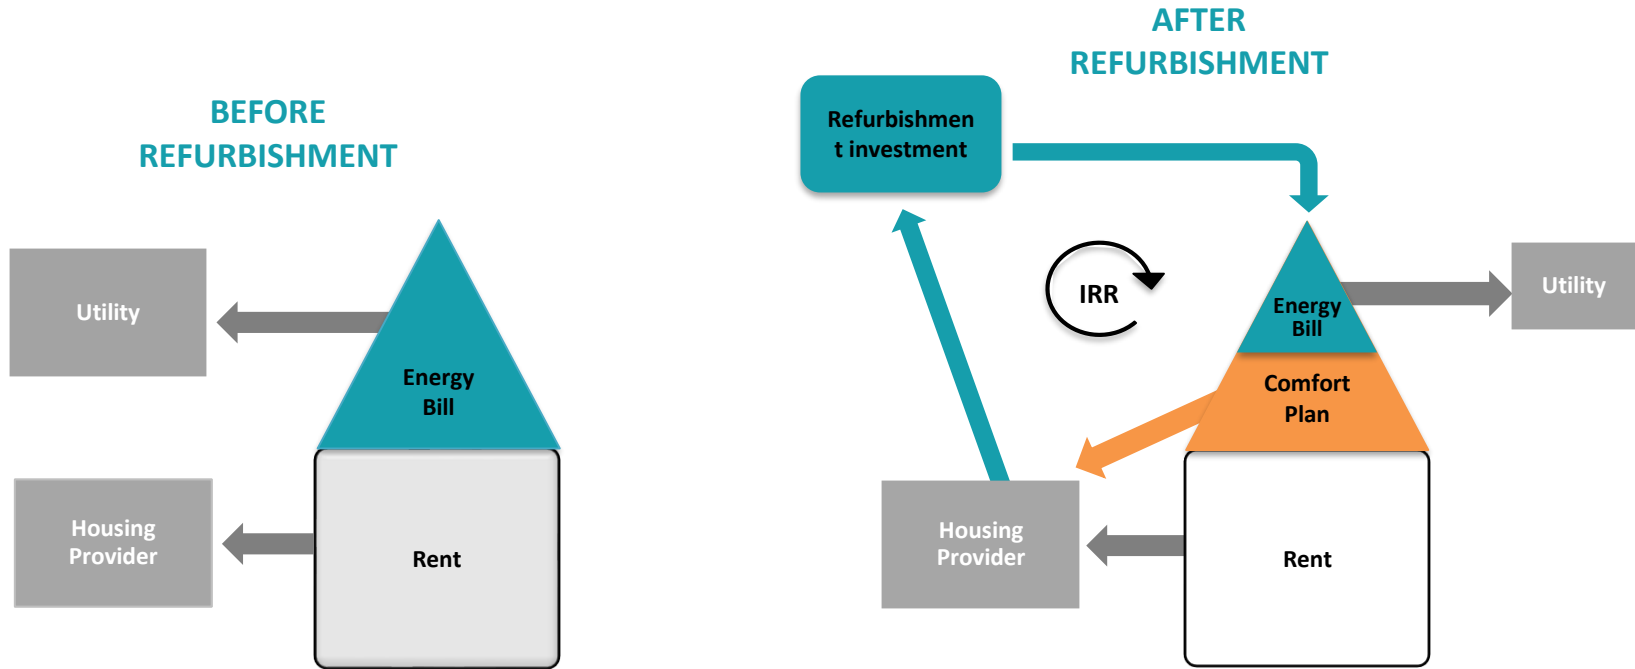 BEFORE
REFURBISHMENT
Utility
Energy
Bill
Housing
Provider
Rent
AFTER
REFURBISHMENT
Refurbishmen
t investment
IRR
Energy
Bill
Utility
Comfort
Plan
Housing
Provider
Rent